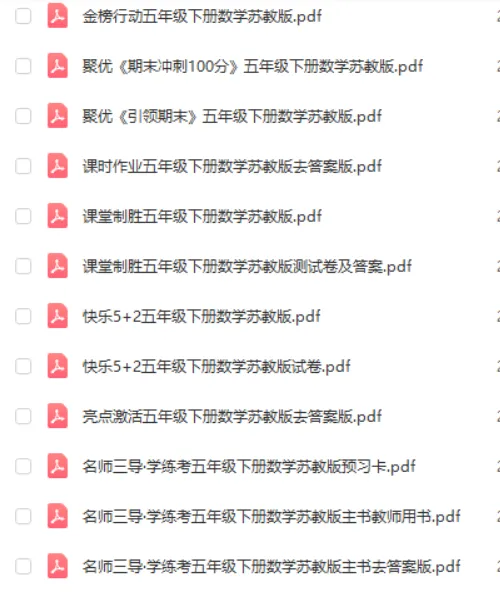 金榜行动五年级下册数学苏教版.pdf
聚优《期末冲刺100分》五年级下册数学苏教版.pdf
聚优《引领期末》五年级下册数学苏教版.pdf
课时作业五年级下册数学苏教版去答案版.pdf
课堂制胜五年级下册数学苏教版.pdf
课堂制胜五年级下册数学苏教版测试卷及答案.pdf
快乐5+2五年级下册数学苏教版.pdf
快乐5+2五年级下册数学苏教版试卷.pdf
亮点激活五年级下册数学苏教版去答案版.pdf
名师三导·学练考五年级下册数学苏教版预习卡.pdf
名师三导·学练考五年级下册数学苏教版主书教师用书.pdf
名师三导·学练考五年级下册数学苏教版主书去答案版.pdf